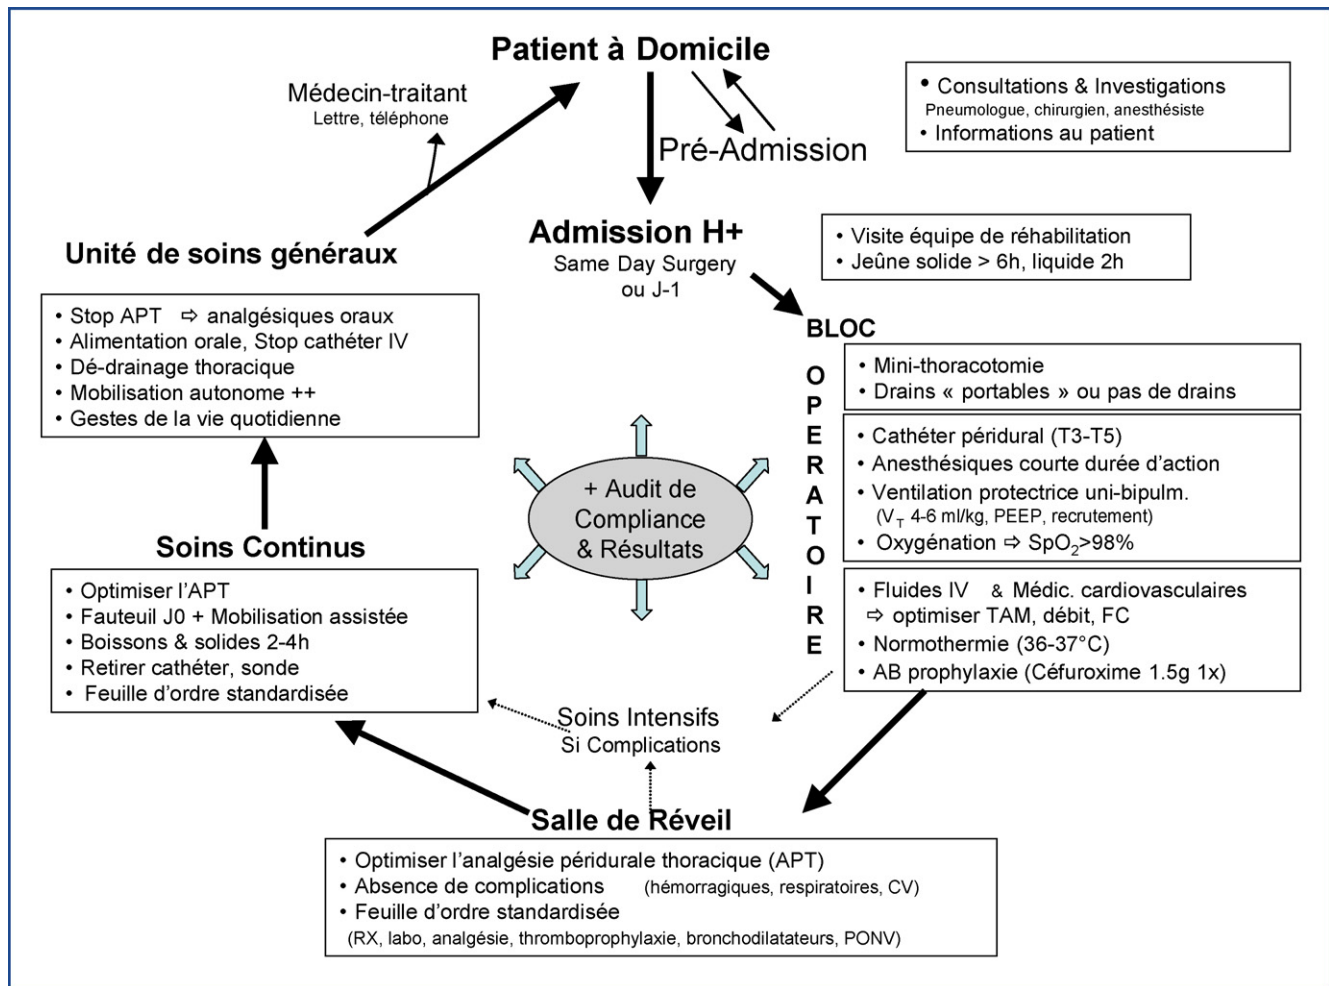 Patient à Domicile
Médecin-traitant
Lettre, téléphone
• Consultations & Investigations
Pneumologue, chirurgien, anesthésiste
• Informations au patient
Pré-Admission
Admission H+
Same Day Surgery
ou J-1
• Visite équipe de réhabilitation
• Jeûne solide > 6h, liquide 2h
Unité de soins généraux
• Stop APT ⇨ analgésiques oraux
• Alimentation orale, Stop cathéter IV
• Dé-drainage thoracique
• Mobilisation autonome ++
• Gestes de la vie quotidienne
BLOC
OPERATOIRE
• Mini-thoracotomie
• Drains « portables » ou pas de drains
• Cathéter péridural (T3-T5)
• Anesthésiques courte durée d'action
• Ventilation protectrice uni-bipulm.
(VT 4-6 ml/kg, PEEP, recrutement)
• Oxygénation ⇨ SpO2>98%
• Fluides IV & Médic. cardiovasculaires
⇨ optimiser TAM, débit, FC
• Normothermie (36-37°C)
• AB prophylaxie (Céfuroxime 1.5g 1x)
+ Audit de
Compliance
& Résultats
Soins Continus
• Optimiser l'APT
• Fauteuil J0 + Mobilisation assistée
• Boissons & solides 2-4h
• Retirer cathéter, sonde
• Feuille d'ordre standardisée
Soins Intensifs
Si Complications
Salle de Réveil
• Optimiser l'analgésie péridurale thoracique (APT)
• Absence de complications (hémorragiques, respiratoires, CV)
• Feuille d'ordre standardisée
(RX, labo, analgésie, thromboprophylaxie, bronchodilatateurs, PONV)